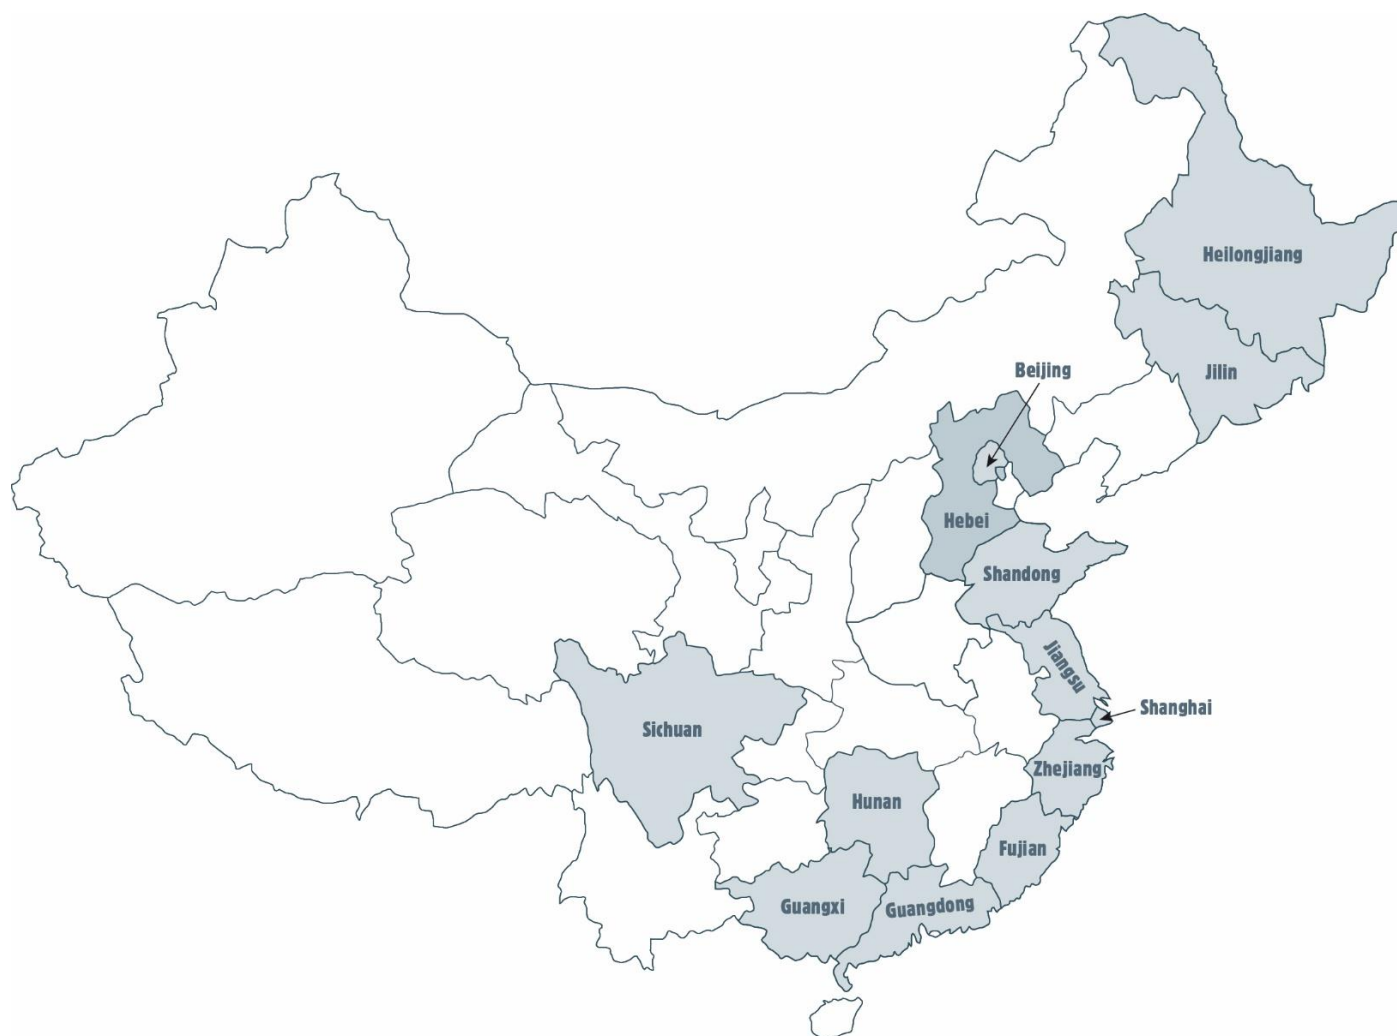 Heilongjiang
Beijing
Jilin
Hebei
Shandong
Jiangsu
Shanghai
Sichuan
Zhejiang
Hunan
Fujian
Guangxi
Guangdong